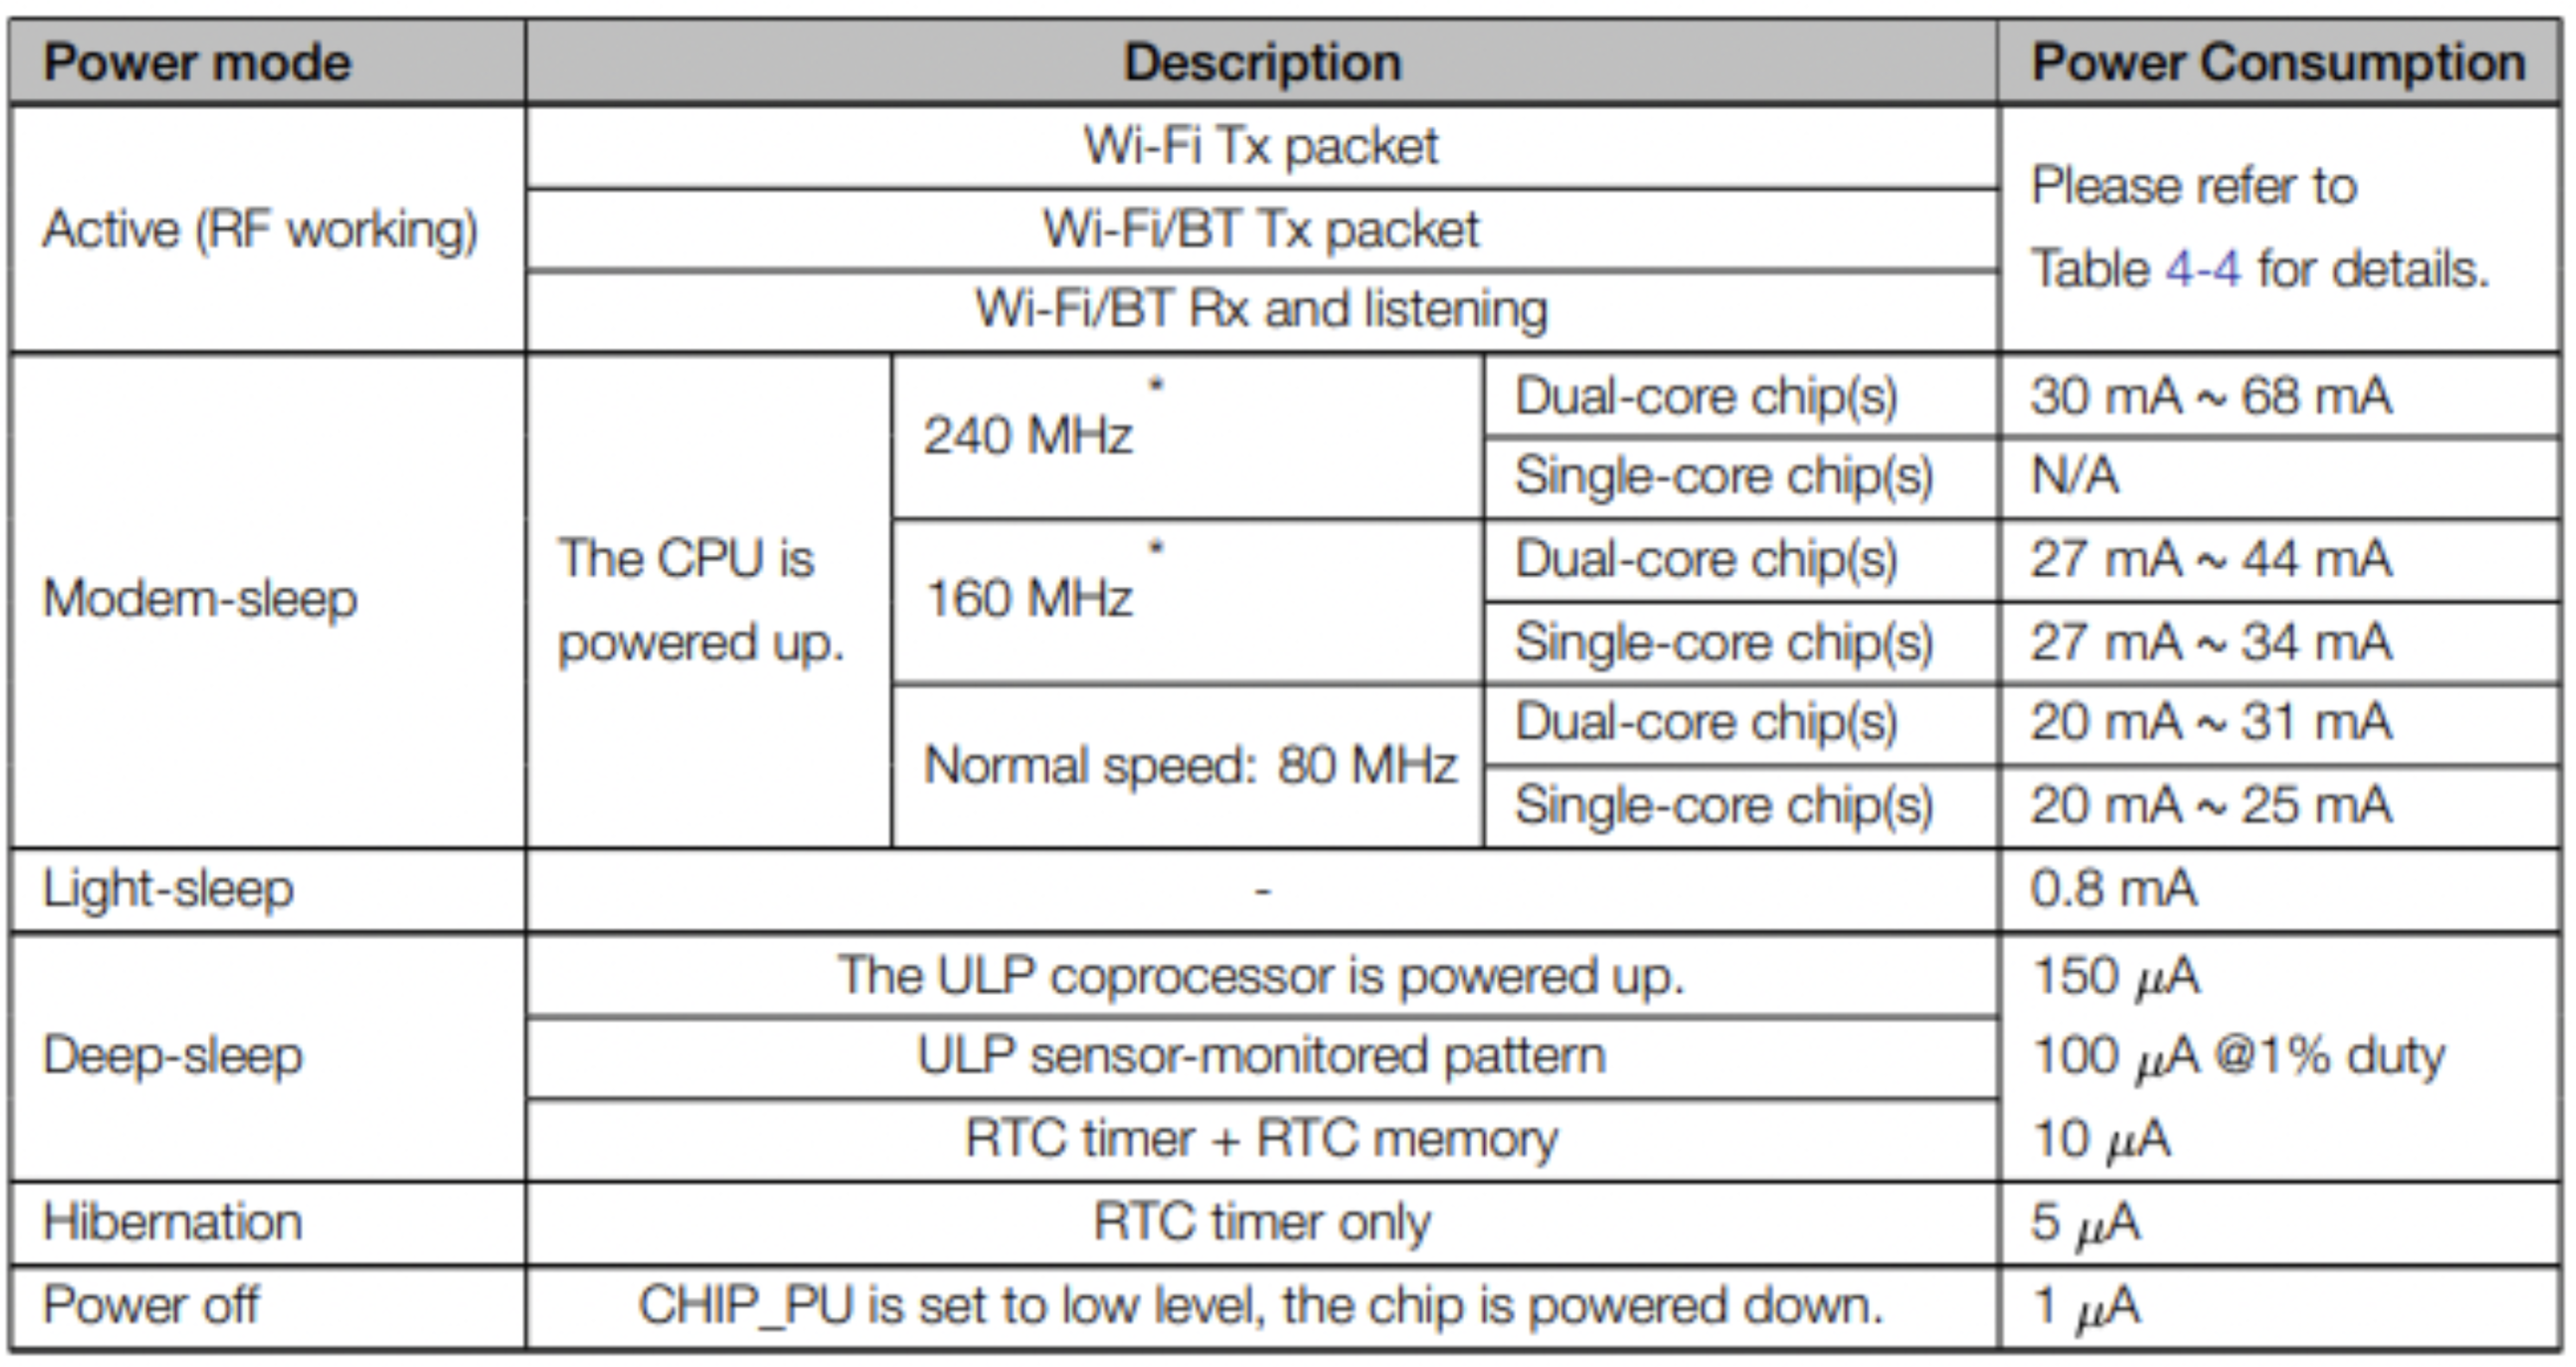 Power mode Description Power Consumption
Active (RF working)
Wi-Fi Tx packet
Wi-Fi/BT Tx packet
Wi-Fi/BT Rx and listening
Please refer to
Table 4-4 for details.
Modem-sleep
The CPU is
powered up.
240 MHz *
Dual-core chip(s) 30 mA ~ 68 mA
Single-core chip(s) N/A
160 MHz *
Dual-core chip(s) 27 mA ~ 44 mA
Single-core chip(s) 27 mA ~ 34 mA
Normal speed: 80 MHz
Dual-core chip(s) 20 mA ~ 31 mA
Single-core chip(s) 20 mA ~ 25 mA
Light-sleep - 0.8 mA
Deep-sleep
The ULP coprocessor is powered up. 150 μA
ULP sensor-monitored pattern 100 μA @1% duty
RTC timer + RTC memory 10 μA
Hibernation RTC timer only 5 μA
Power off CHIP_PU is set to low level, the chip is powered down. 1 μA